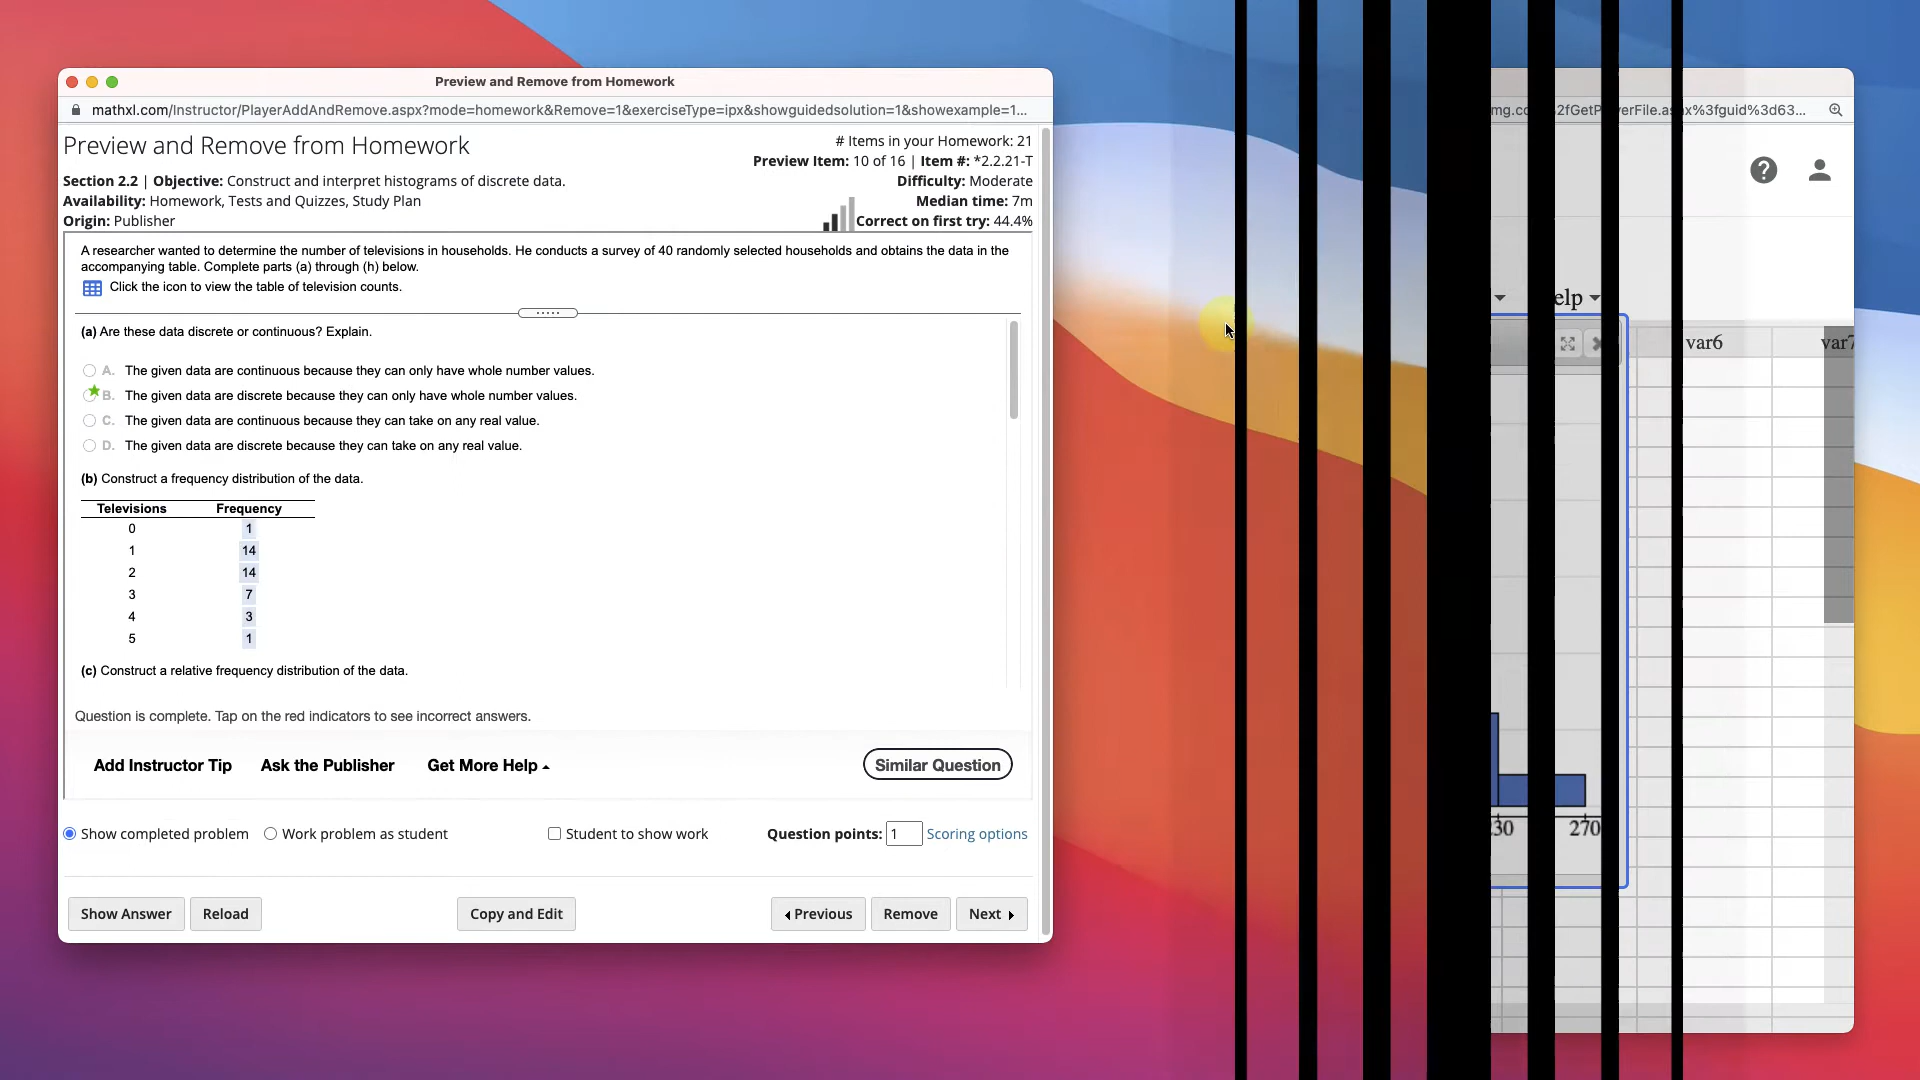 Preview and Remove from Homework
mathxl.com/Instructor/PlayerAddAndRemove.aspx?mode=homework&Remove=1&exerciseType=ipx&showguidedsolution=1&showexample=1...
Preview and Remove from Homework
# Items in your Homework: 21
Preview Item: 10 of 16 | Item #: *2.2.21-T
Section 2.2 | Objective: Construct and interpret histograms of discrete data.
Difficulty: Moderate
Availability: Homework, Tests and Quizzes, Study Plan
Median time: 7m
Origin: Publisher
Correct on first try: 44.4%
A researcher wanted to determine the number of televisions in households. He conducts a survey of 40 randomly selected households and obtains the data in the
accompanying table. Complete parts (a) through (h) below.
Click the icon to view the table of television counts.
(a) Are these data discrete or continuous? Explain.
A. The given data are continuous because they can only have whole number values.
B. The given data are discrete because they can only have whole number values.
C. The given data are continuous because they can take on any real value.
D. The given data are discrete because they can take on any real value.
(b) Construct a frequency distribution of the data.
Televisions Frequency
0 1
1 14
2 14
3 7
4 3
5 1
(c) Construct a relative frequency distribution of the data.
Question is complete. Tap on the red indicators to see incorrect answers.
Add Instructor Tip Ask the Publisher Get More Help Similar Question
Show completed problem Work problem as student Student to show work Question points: 1 Scoring options
Show Answer Reload Copy and Edit Previous Remove Next
elp
var6 var7
30 270